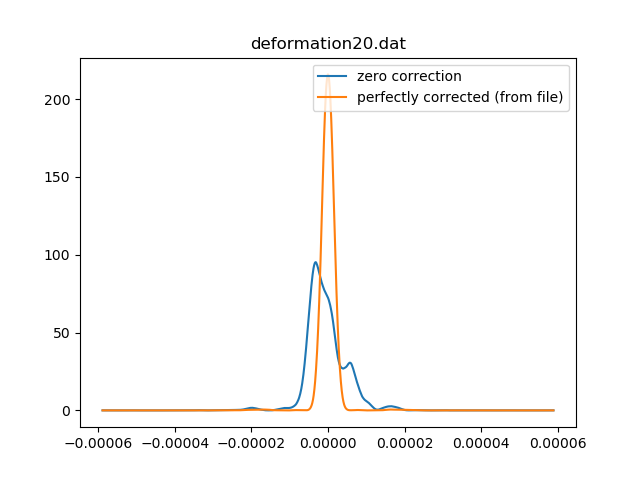 deformation20.dat
zero correction
perfectly corrected (from file)
200
150
100
50
0
−0.00006 −0.00004 −0.00002 0.00000 0.00002 0.00004 0.00006